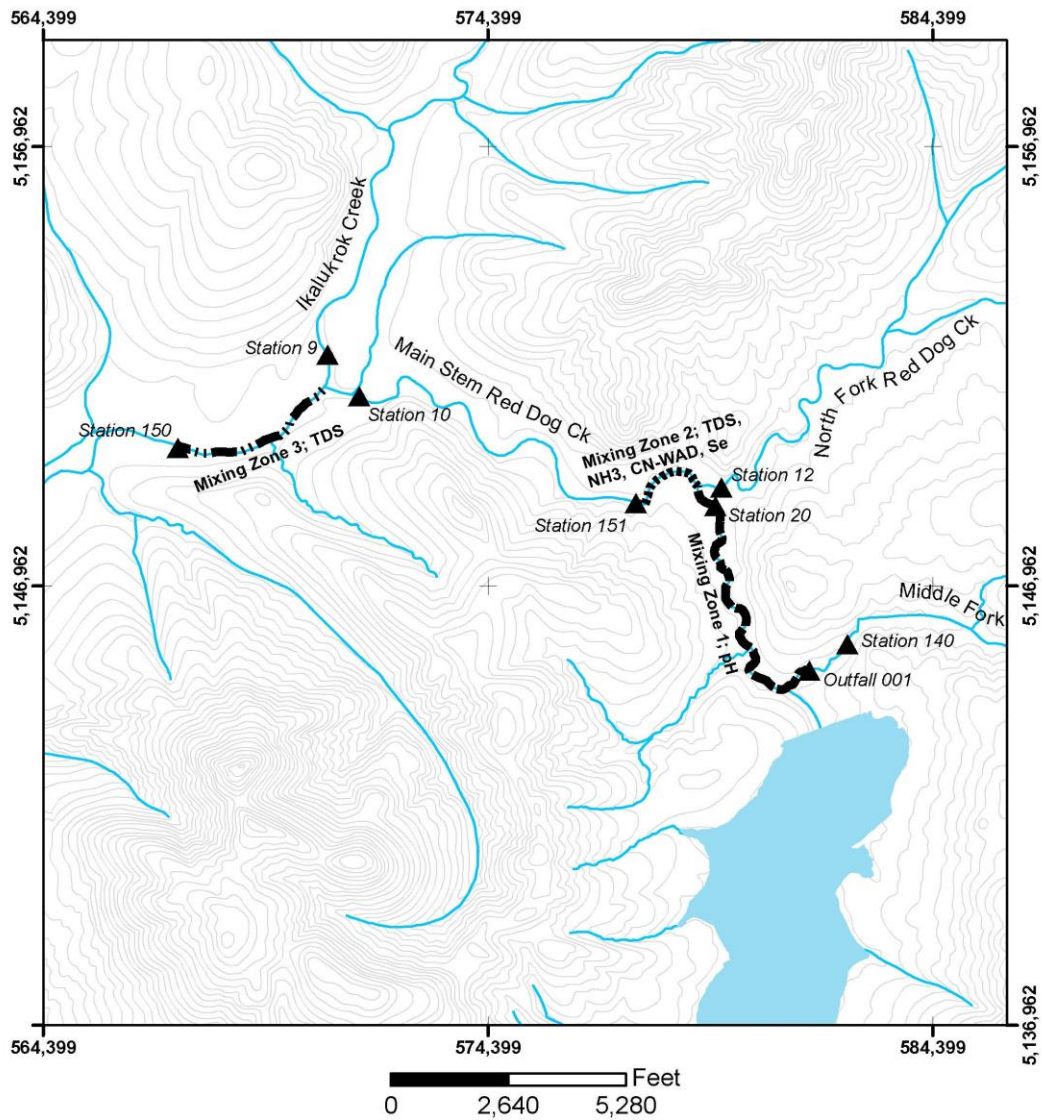 564,399
574,399
584,399
5,156,962
5,156,962
Ikalukrok Creek
Station 9
Main Stem Red Dog Ck
North Fork Red Dog Ck
Station 10
Station 150
Mixing Zone 3; TDS
Mixing Zone 2; TDS,
NH3, CN-WAD, Se
Station 12
Station 151
Station 20
5,146,962
5,146,962
Mixing Zone 1; pH
Middle Fork
Station 140
Outfall 001
5,136,962
564,399
574,399
584,399
Feet
0
2,640
5,280